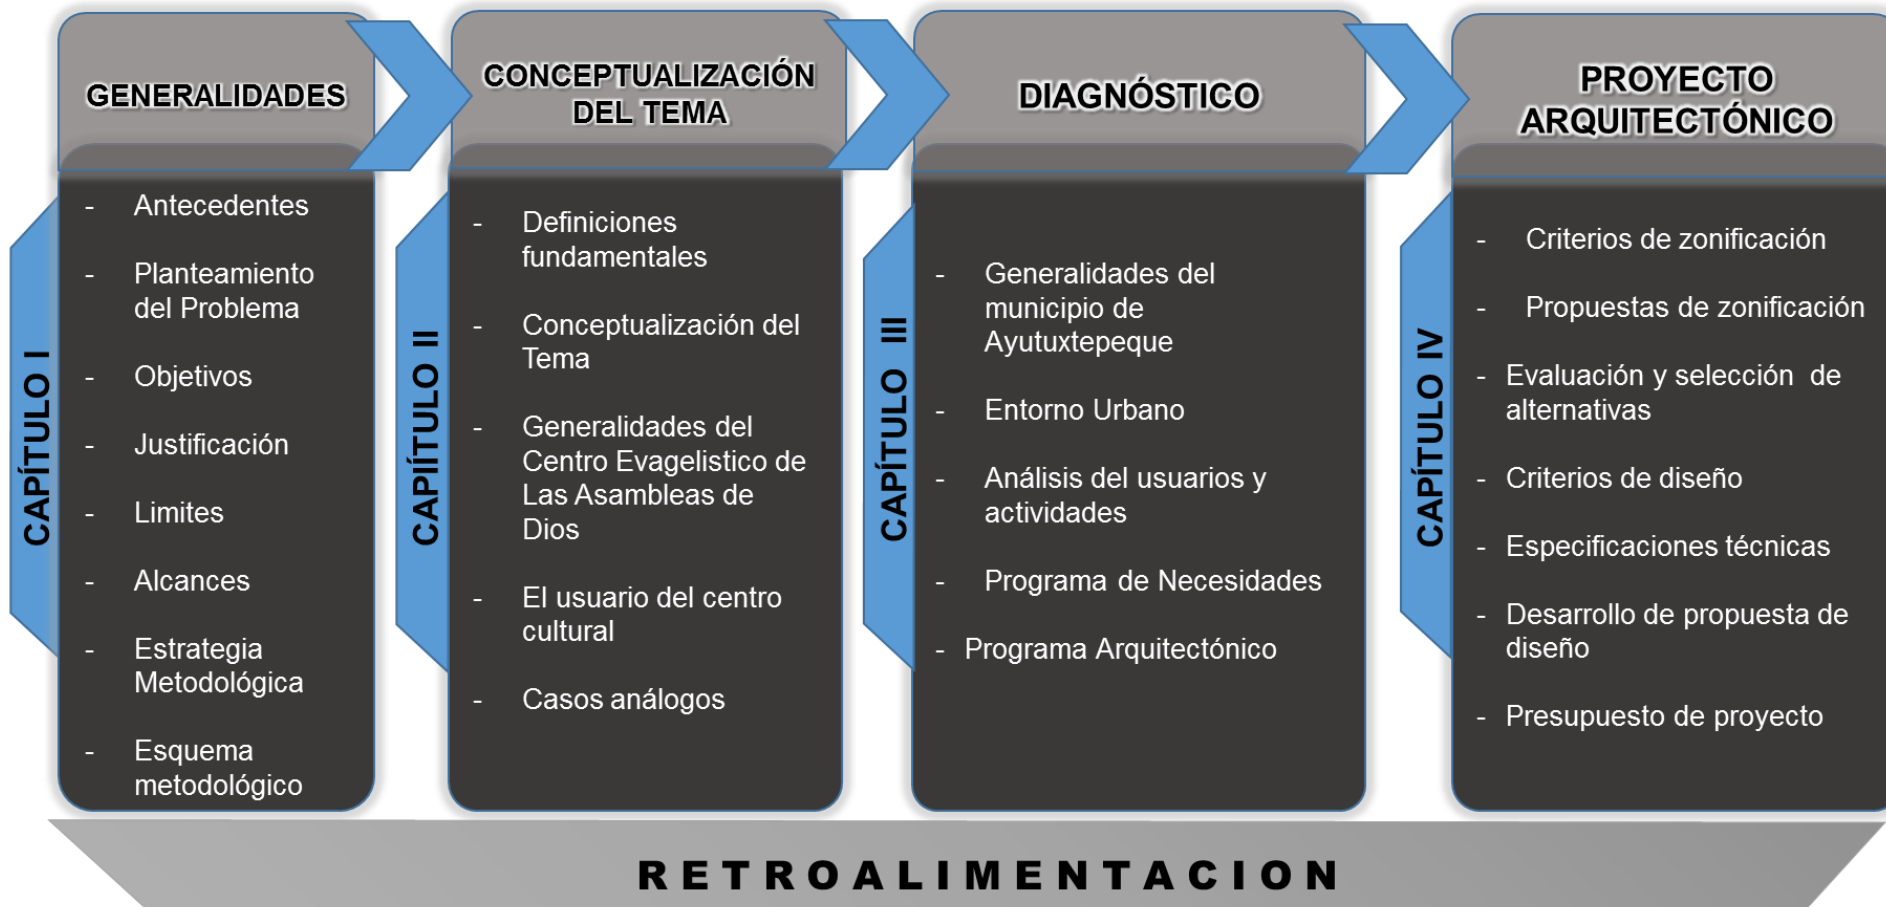 GENERALIDADES
CAPÍTULO I
- Antecedentes
- Planteamiento
del Problema
- Objetivos
- Justificación
- Limites
- Alcances
- Estrategia
Metodológica
- Esquema
metodológico
CONCEPTUALIZACIÓN
DEL TEMA
CAPIÍTULO II
- Definiciones
fundamentales
- Conceptualización del
Tema
- Generalidades del
Centro Evagelistico de
Las Asambleas de
Dios
- El usuario del centro
cultural
- Casos análogos
DIAGNÓSTICO
CAPÍTULO III
- Generalidades del
municipio de
Ayutuxtepeque
- Entorno Urbano
- Análisis del usuarios y
actividades
- Programa de Necesidades
- Programa Arquitectónico
PROYECTO
ARQUITECTÓNICO
CAPÍTULO IV
- Criterios de zonificación
- Propuestas de zonificación
- Evaluación y selección de
alternativas
- Criterios de diseño
- Especificaciones técnicas
- Desarrollo de propuesta de
diseño
- Presupuesto de proyecto
RETROALIMENTACION